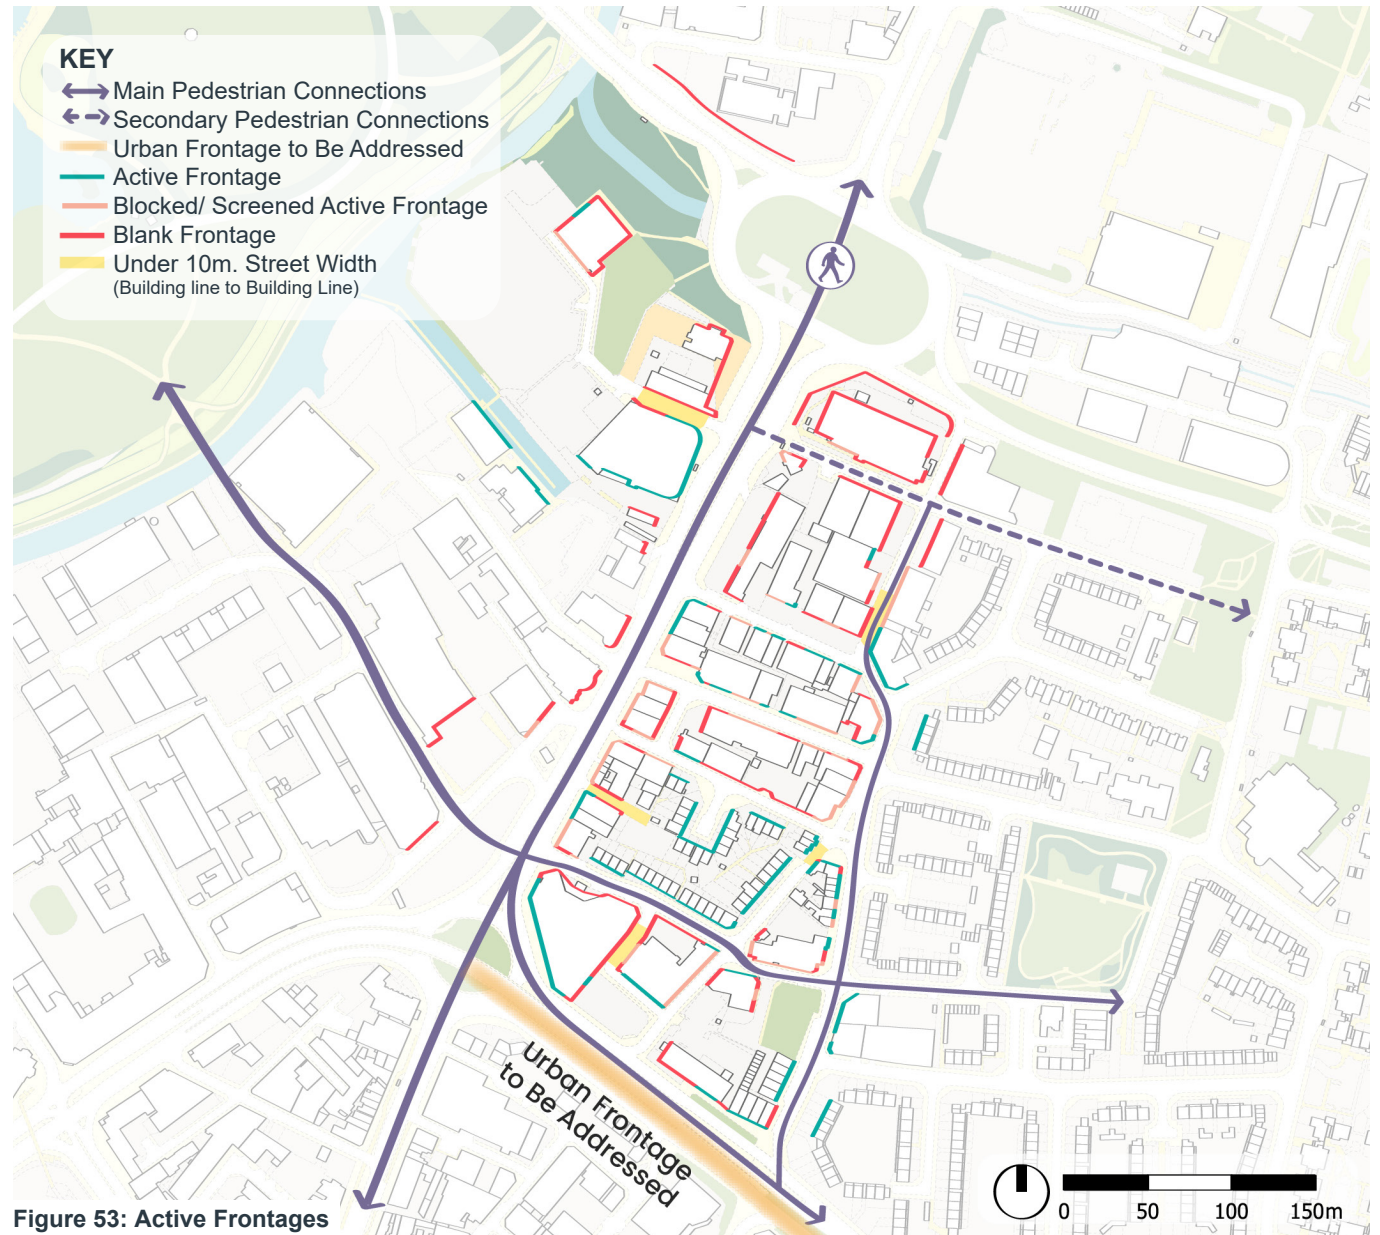 KEY
Main Pedestrian Connections
Secondary Pedestrian Connections
Urban Frontage to Be Addressed
Active Frontage
Blocked/ Screened Active Frontage
Blank Frontage
Under 10m. Street Width
(Building line to Building Line)
Urban Frontage
to Be Addressed
0 50 100 150m
Figure 53: Active Frontages